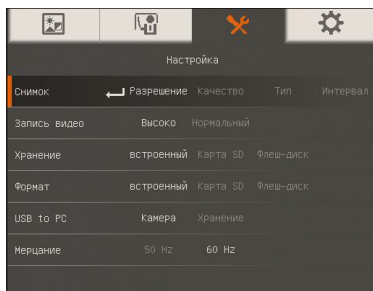 Настройка
Снимок Разрешение Качество Тип Интервал
Запись видео Высоко Нормальный
Хранение встроенный Карта SD Флеш-диск
Формат встроенный Карта SD Флеш-диск
USB to PC Камера Хранение
Мерцание 50 Hz 60 Hz